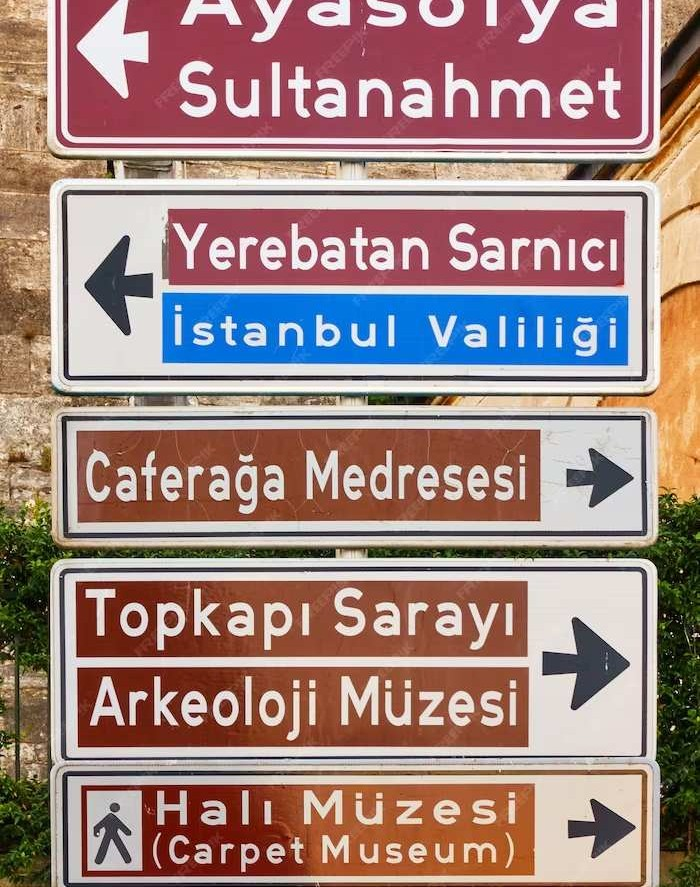 Ayasofya
Sultanahmet
Yerebatan Sarnıcı
İstanbul Valiliği
Caferağa Medresesi
Topkapı Sarayı
Arkeoloji Müzesi
Halı Müzesi
(Carpet Museum)